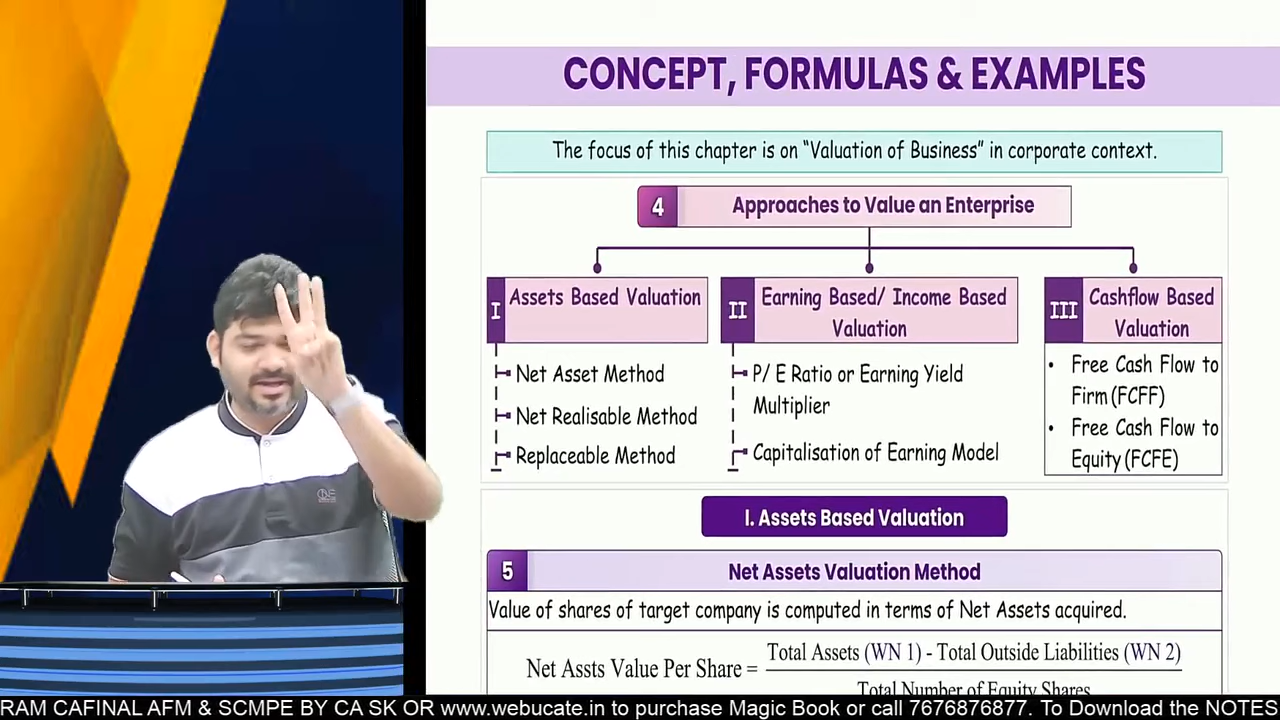 CONCEPT, FORMULAS & EXAMPLES
The focus of this chapter is on "Valuation of Business" in corporate context.
4 Approaches to Value an Enterprise
I Assets Based Valuation
Net Asset Method
Net Realisable Method
Replaceable Method
II Earning Based/ Income Based
Valuation
P/ E Ratio or Earning Yield
Multiplier
Capitalisation of Earning Model
III Cashflow Based
Valuation
• Free Cash Flow to
Firm (FCFF)
• Free Cash Flow to
Equity (FCFE)
I. Assets Based Valuation
5 Net Assets Valuation Method
Value of shares of target company is computed in terms of Net Assets acquired.
Net Assts Value Per Share = Total Assets (WN 1) - Total Outside Liabilities (WN 2)
Total Number of Equity Shares
RAM CAFINAL AFM & SCMPE BY CA SK OR www.webucate.in to purchase Magic Book or call 7676876877. To Download the NOTES